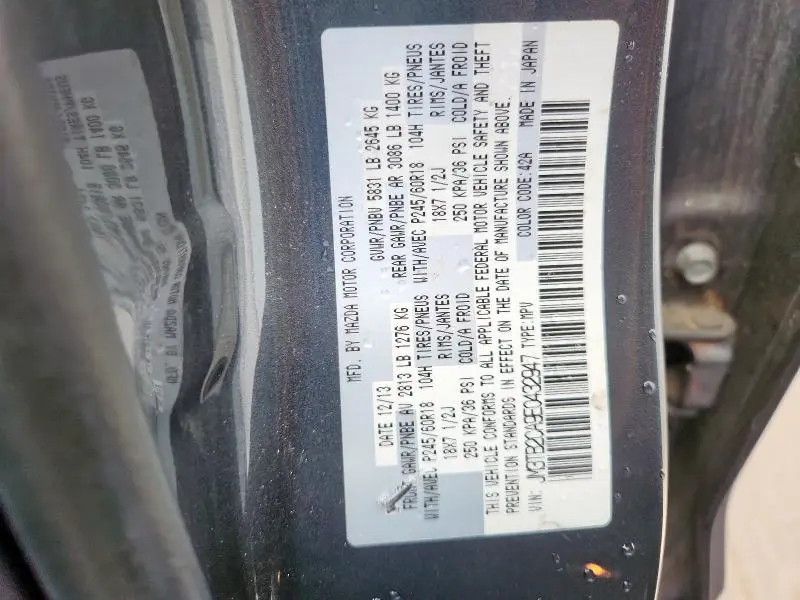 MFD. BY MAZDA MOTOR CORPORATION
DATE 12/13 GVWR/PNBV 5831 LB 2645 KG
FRONT GAWR/PNBE AV 2813 LB 1276 KG REAR GAWR/PNBE AR 3086 LB 1400 KG
WITH/AVEC P245/60R18 104H TIRES/PNEUS WITH/AVEC P245/60R18 104H TIRES/PNEUS
18X7 1/2J RIMS/JANTES 18X7 1/2J RIMS/JANTES
250 KPA/36 PSI COLD/A FROID 250 KPA/36 PSI COLD/A FROID
THIS VEHICLE CONFORMS TO ALL APPLICABLE FEDERAL MOTOR VEHICLE SAFETY AND THEFT
PREVENTION STANDARDS IN EFFECT ON THE DATE OF MANUFACTURE SHOWN ABOVE.
VIN: JM3TB2CA9E0432947 TYPE:MPV COLOR CODE:42A MADE IN JAPAN